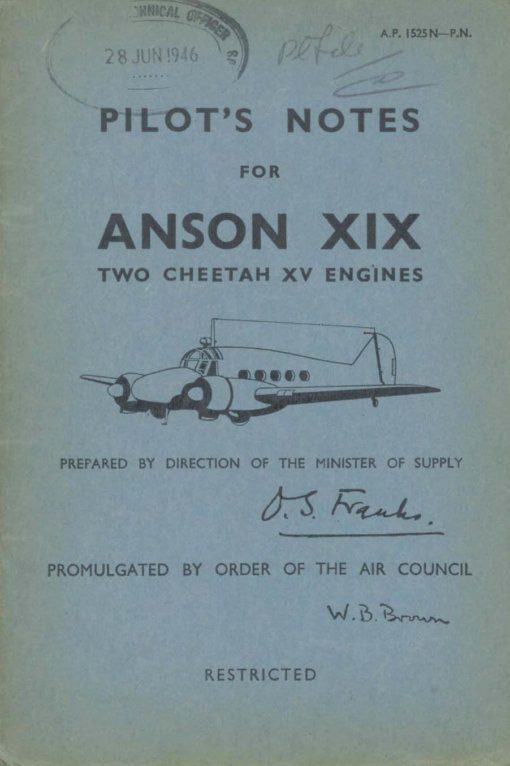 TECHNICAL OFFICER
28 JUN 1946
A.P. 1525N—P.N.
PILOT'S NOTES
FOR
ANSON XIX
TWO CHEETAH XV ENGINES
PREPARED BY DIRECTION OF THE MINISTER OF SUPPLY
O. S. Franks.
PROMULGATED BY ORDER OF THE AIR COUNCIL
W. B. Brown
RESTRICTED